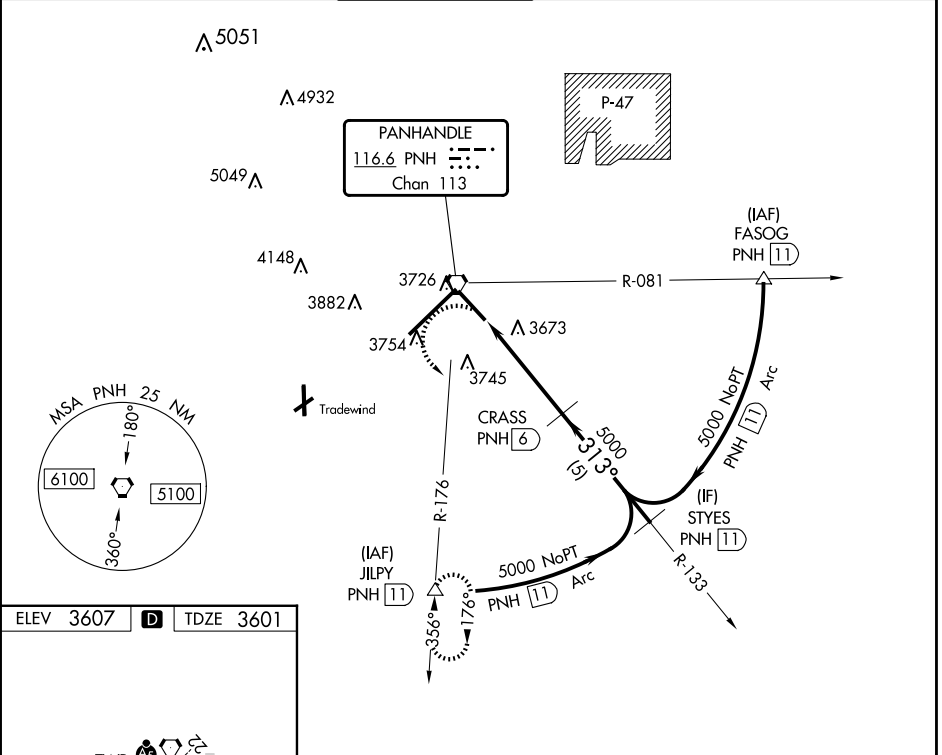 5051
4932
P-47
PANHANDLE
116.6 PNH
Chan 113
5049
(IAF)
FASOG
PNH 11
4148
3726
R-081
3882
3673
3754
3745
Tradewind
MSA PNH 25 NM
180°
6100
5100
360°
CRASS
PNH 6
5000
313°
(5)
5000 NoPT
PNH 11 Arc
R-176
(IF)
STYES
PNH 11
R-133
(IAF)
JILPY
PNH 11
5000 NoPT
PNH 11 Arc
356°
176°
ELEV 3607 D TDZE 3601
22